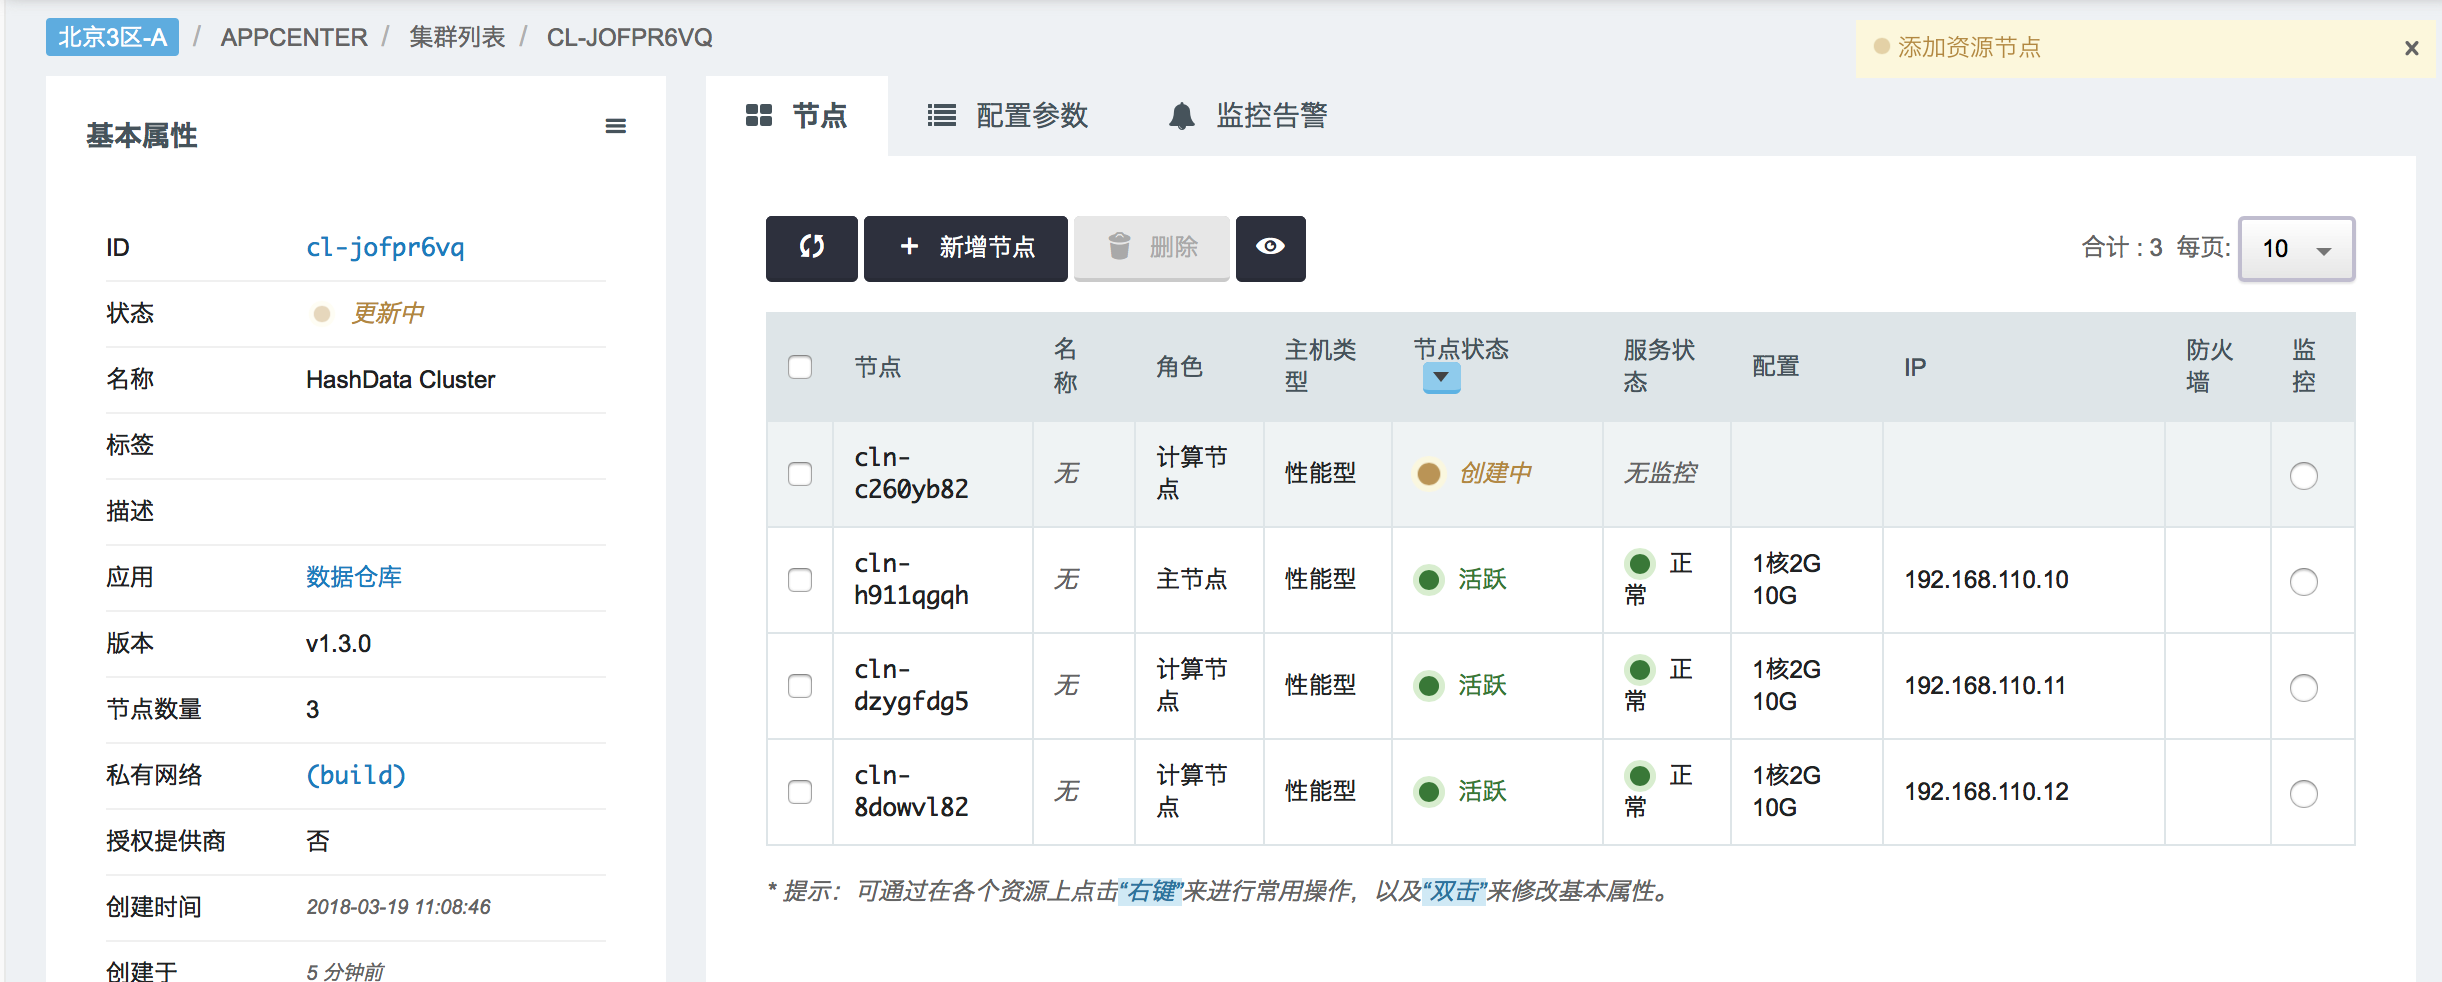 北京3区-A / APPCENTER / 集群列表 / CL-JOFPR6VQ
添加资源节点 ×
基本属性
ID cl-jofpr6vq
状态 更新中
名称 HashData Cluster
标签
描述
应用 数据仓库
版本 v1.3.0
节点数量 3
私有网络 (build)
授权提供商 否
创建时间 2018-03-19 11:08:46
创建于 5 分钟前
节点 配置参数 监控告警
+ 新增节点 删除
合计 : 3 每页: 10
节点 名称 角色 主机类型 节点状态 服务状态 配置 IP 防火墙 监控
cln-c260yb82 无 计算节点 性能型 创建中 无监控
cln-h911qgqh 无 主节点 性能型 活跃 正常 1核2G 10G 192.168.110.10
cln-dzygfdg5 无 计算节点 性能型 活跃 正常 1核2G 10G 192.168.110.11
cln-8dowvl82 无 计算节点 性能型 活跃 正常 1核2G 10G 192.168.110.12
* 提示：可通过在各个资源上点击“右键”来进行常用操作，以及“双击”来修改基本属性。